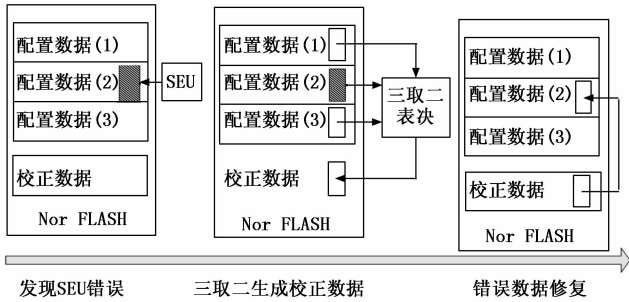 配置数据(1)
配置数据(2)
SEU
配置数据(3)
校正数据
Nor FLASH
配置数据(1)
配置数据(2)
配置数据(3)
三取二
表决
校正数据
Nor FLASH
配置数据(1)
配置数据(2)
配置数据(3)
校正数据
Nor FLASH
发现SEU错误
三取二生成校正数据
错误数据修复